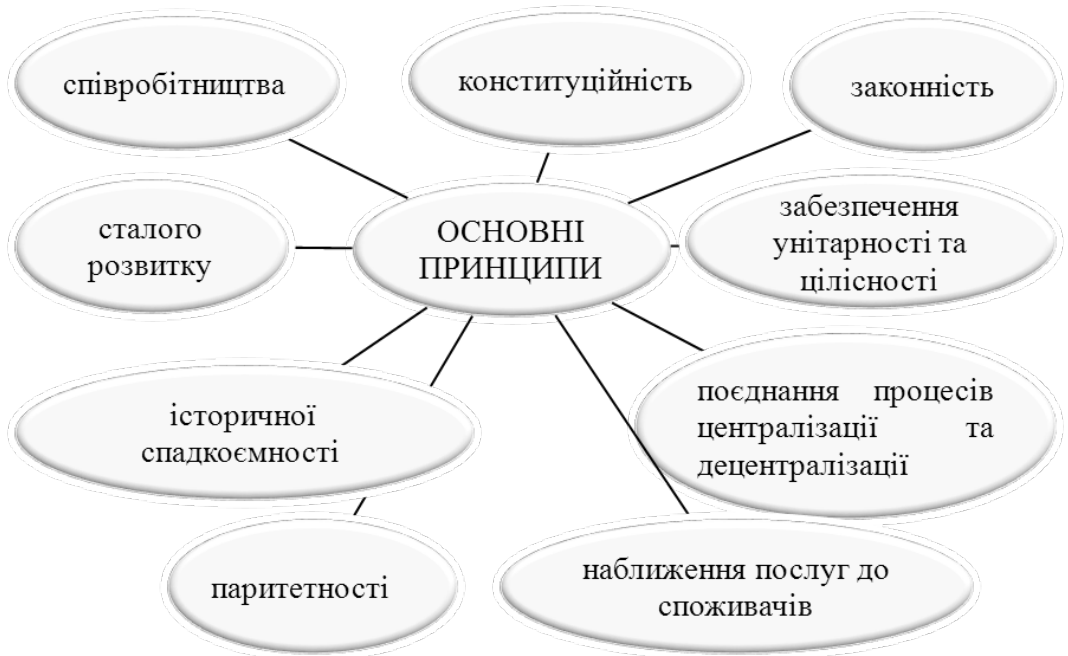 співробітництва
конституційність
законність
сталого
розвитку
ОСНОВНІ
ПРИНЦИПИ
забезпечення
унітарності та
цілісності
історичної
спадкоємності
поєднання процесів
централізації та
децентралізації
паритетності
наближення послуг до
споживачів